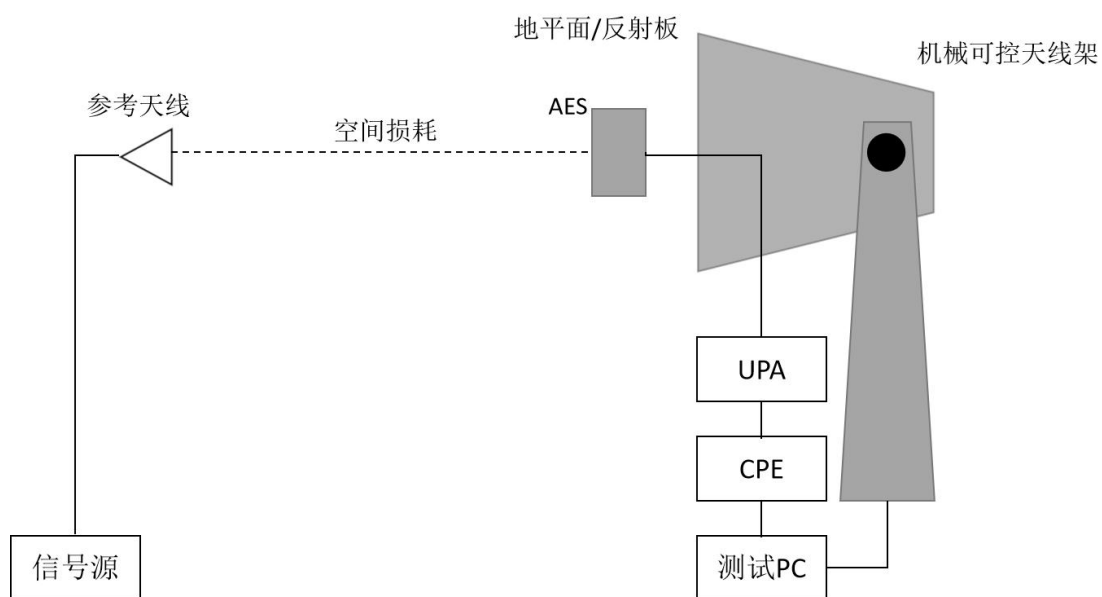 地平面/反射板
机械可控天线架
参考天线
AES
空间损耗
UPA
CPE
信号源
测试PC